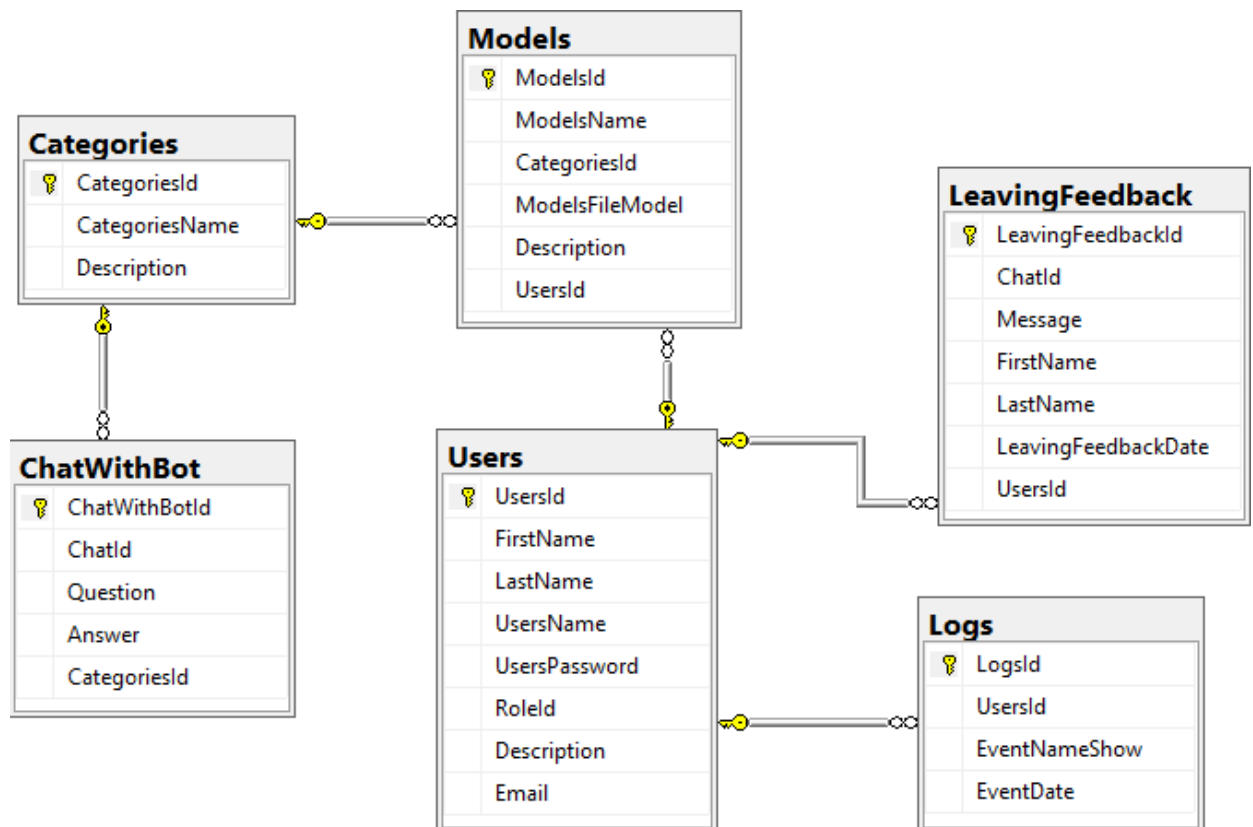 Models
ModelsId
ModelsName
CategoriesId
ModelsFileModel
Description
UsersId
Categories
CategoriesId
CategoriesName
Description
LeavingFeedback
LeavingFeedbackId
ChatId
Message
FirstName
LastName
LeavingFeedbackDate
UsersId
ChatWithBot
ChatWithBotId
ChatId
Question
Answer
CategoriesId
Users
UsersId
FirstName
LastName
UsersName
UsersPassword
RoleId
Description
Email
Logs
LogsId
UsersId
EventNameShow
EventDate